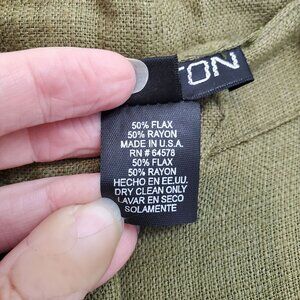 TON
50% FLAX
50% RAYON
MADE IN U.S.A.
RN # 64578
50% FLAX
50% RAYON
HECHO EN EE.UU.
DRY CLEAN ONLY
LAVAR EN SECO
SOLAMENTE